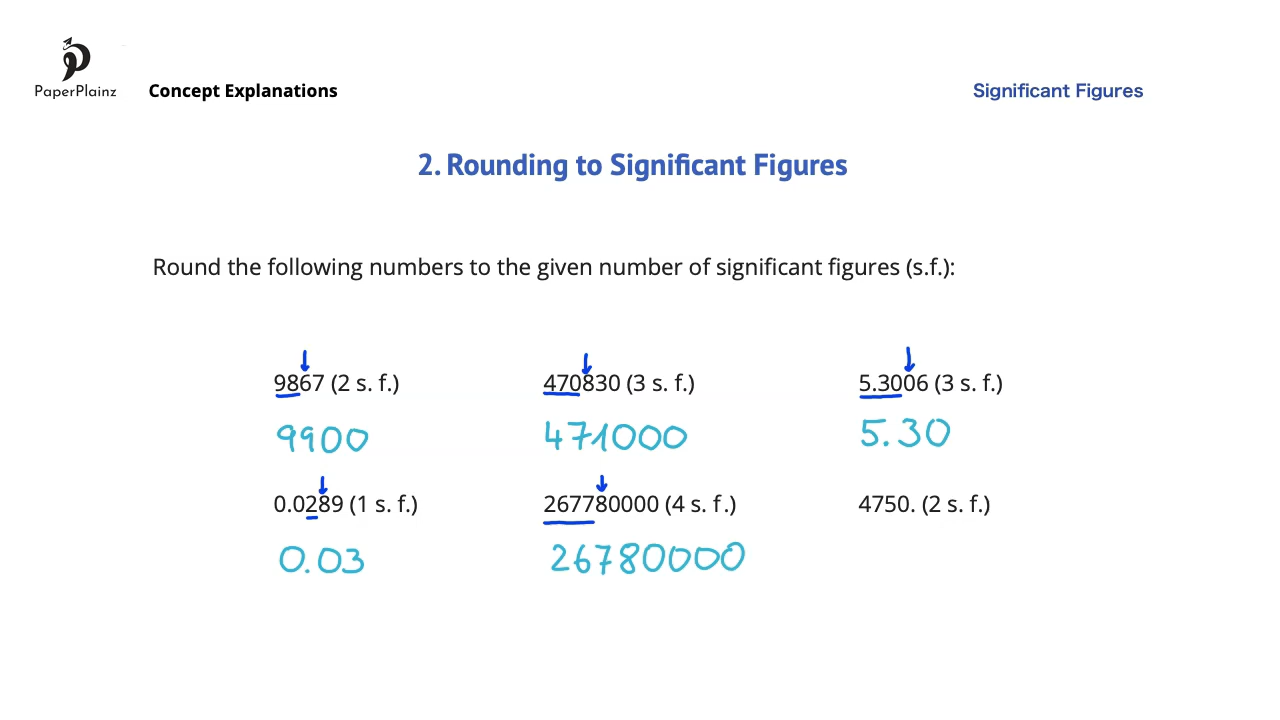 PaperPlainz
Concept Explanations
Significant Figures
2. Rounding to Significant Figures
Round the following numbers to the given number of significant figures (s.f.):
9867 (2 s. f.) 470830 (3 s. f.) 5.3006 (3 s. f.)
9900 471000 5.30
0.0289 (1 s. f.) 267780000 (4 s. f.) 4750. (2 s. f.)
0.03 26780000